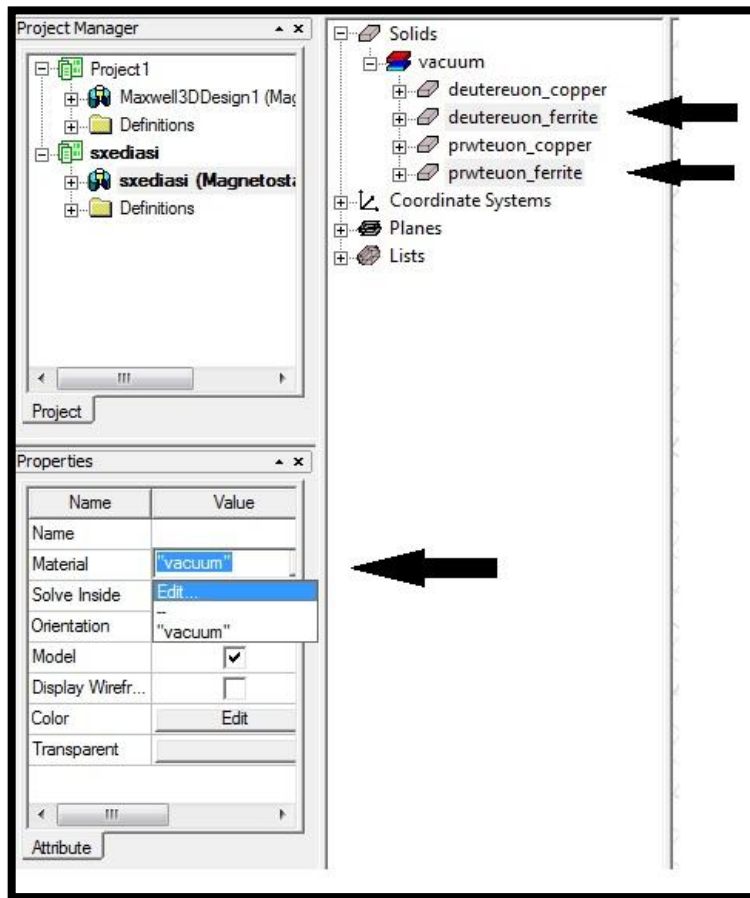 Project Manager
Project1
Maxwell3DDesign1 (Mag
Definitions
sxediasi
sxediasi (Magnetosta
Definitions
Project
Properties
Name Value
Name
Material "vacuum"
Solve Inside Edit...
--
Orientation "vacuum"
Model
Display Wirefr...
Color Edit
Transparent
Attribute
Solids
vacuum
deutereuon_copper
deutereuon_ferrite
prwteuon_copper
prwteuon_ferrite
Coordinate Systems
Planes
Lists